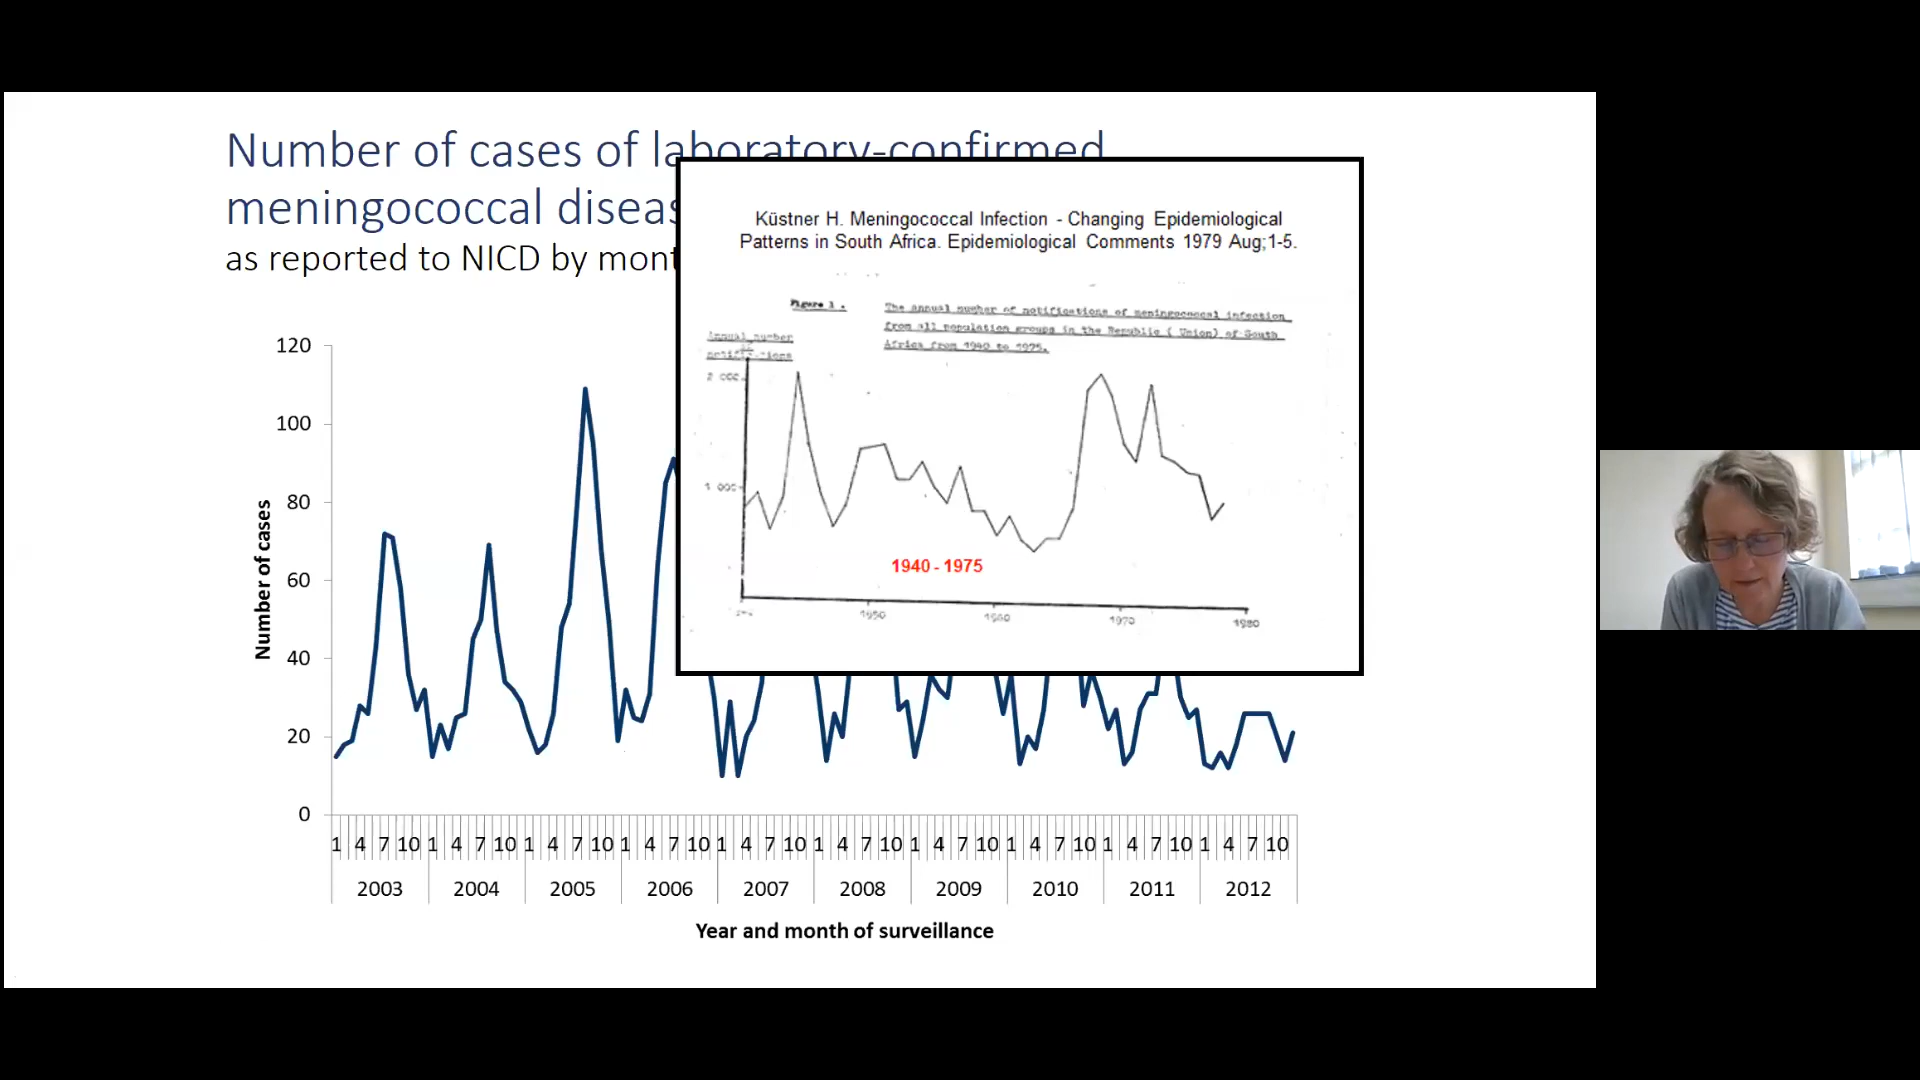 Number of cases of laboratory-confirmed
meningococcal diseas
as reported to NICD by mont
Küstner H. Meningococcal Infection - Changing Epidemiological
Patterns in South Africa. Epidemiological Comments 1979 Aug;1-5.
Figure 1.
The annual number of notifications of meningococcal infection
from all population groups in the Republic ( Union) of South
Africa from 1940 to 1975.
Annual number
notifications
2 000
1 000
1940 - 1975
1950
1960
1970
1980
120
100
80
60
40
20
0
Number of cases
1 4 7 10 1 4 7 10 1 4 7 10 1 4 7 10 1 4 7 10 1 4 7 10 1 4 7 10 1 4 7 10 1 4 7 10 1 4 7 10
2003 2004 2005 2006 2007 2008 2009 2010 2011 2012
Year and month of surveillance